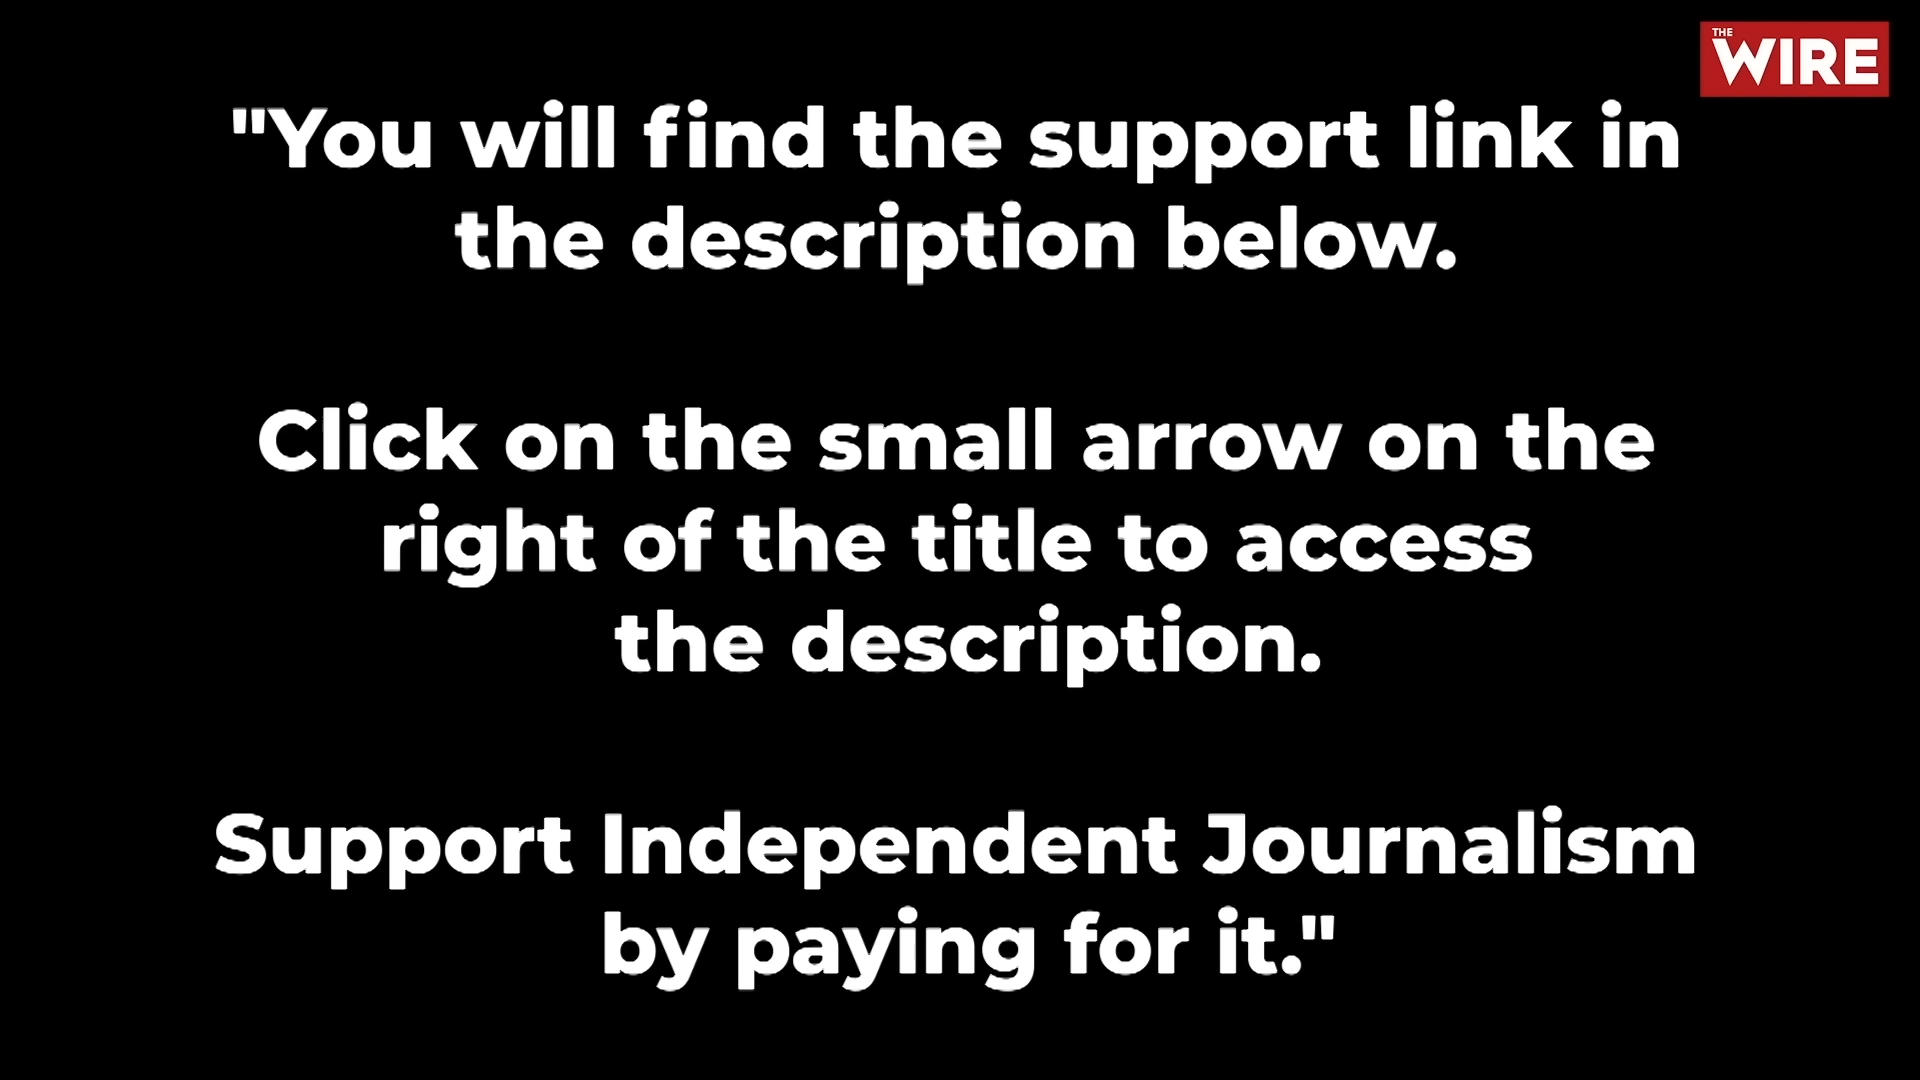 THE
WIRE
"You will find the support link in
the description below.
Click on the small arrow on the
right of the title to access
the description.
Support Independent Journalism
by paying for it."